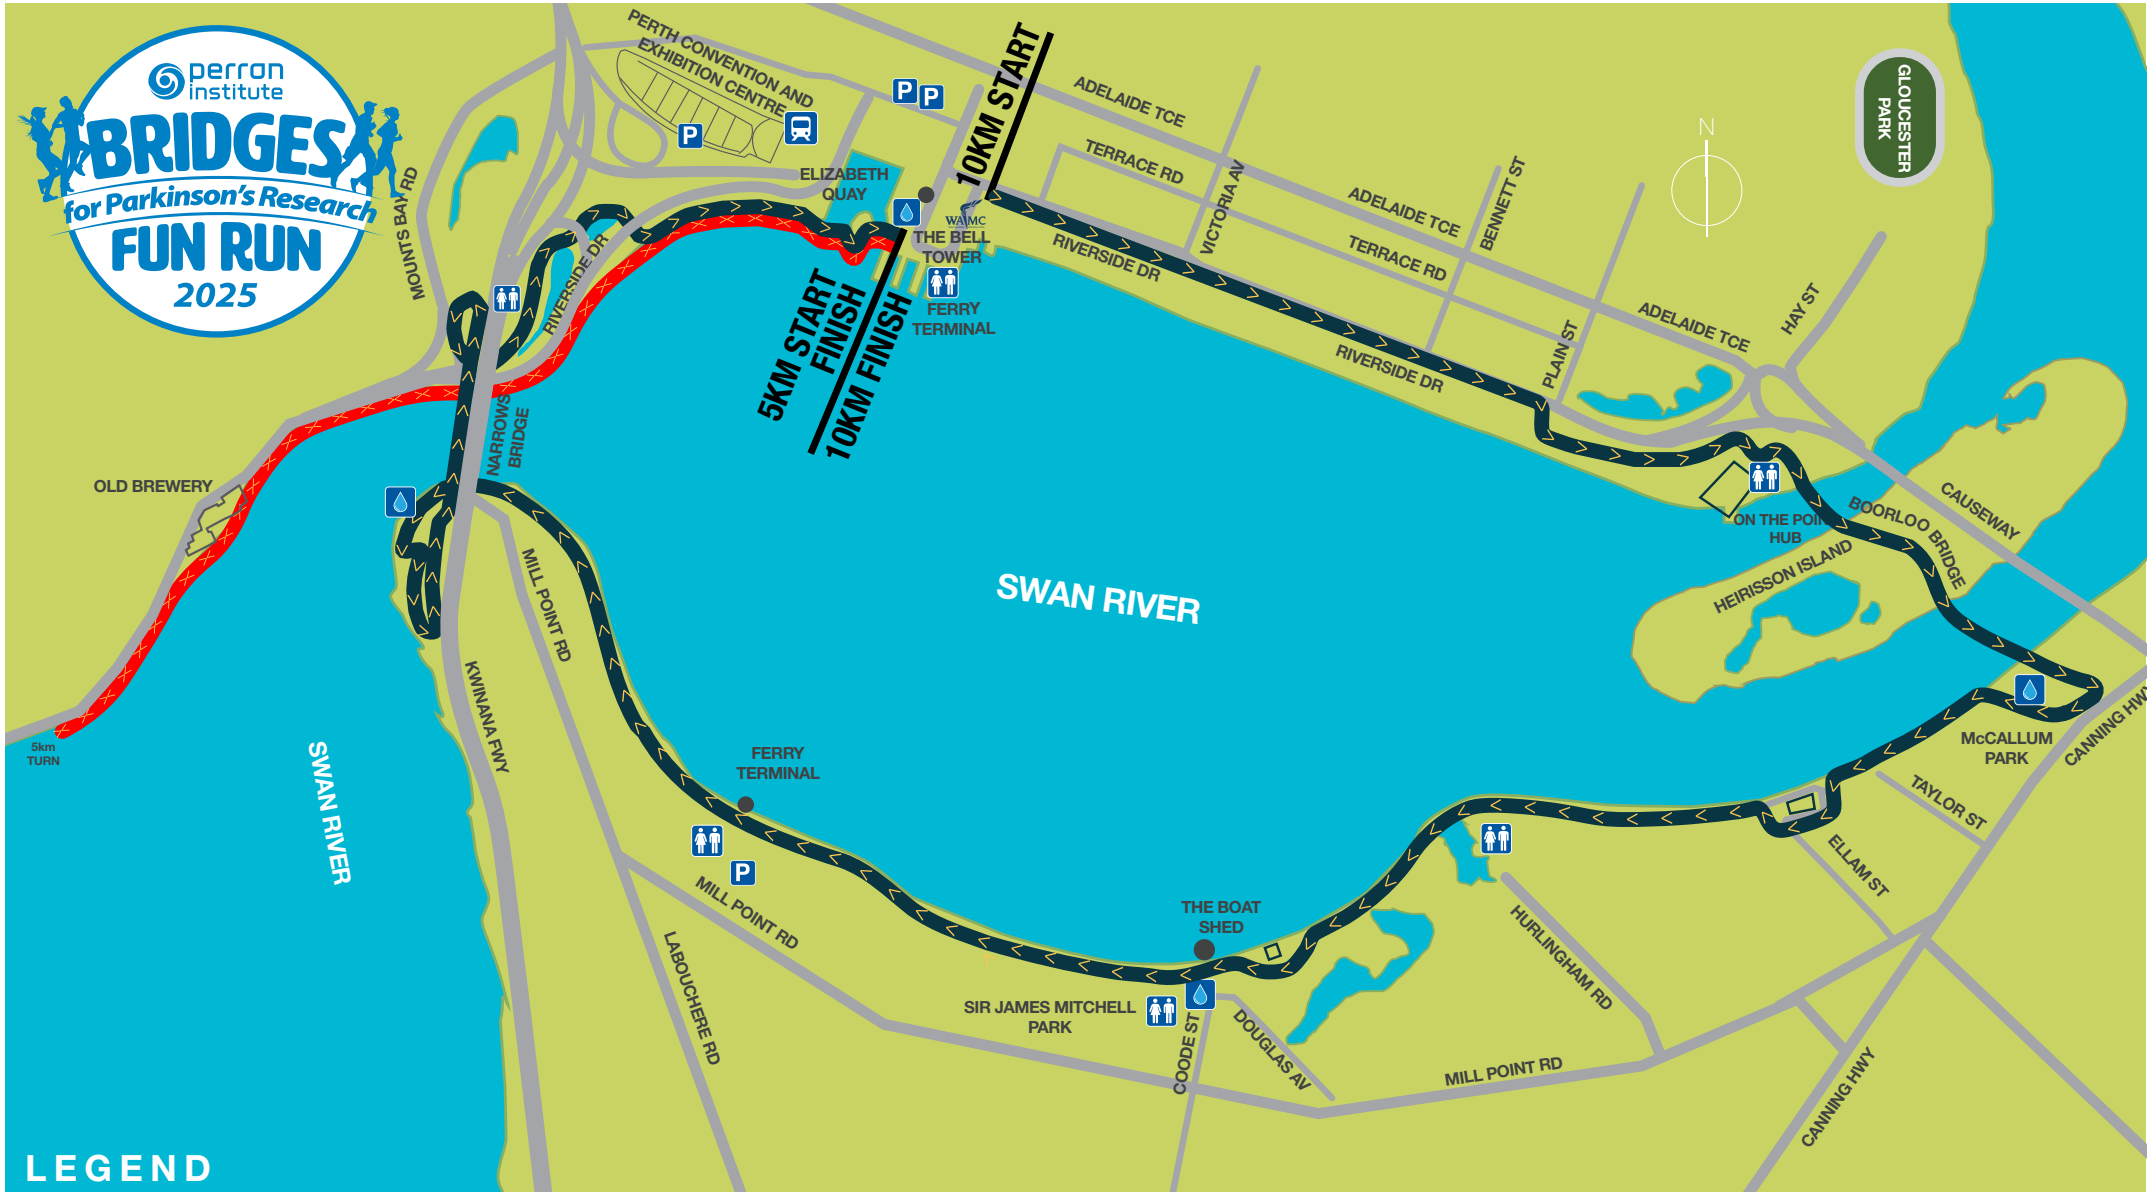 perron
institute
BRIDGES
for Parkinson's Research
FUN RUN
2025
PERTH CONVENTION AND
EXHIBITION CENTRE
P
P
P
10KM START
ADELAIDE TCE
TERRACE RD
VICTORIA AV
ADELAIDE TCE
TERRACE RD
BENNETT ST
ADELAIDE TCE
HAY ST
PLAIN ST
GLOUCESTER
PARK
N
MOUNTS BAY RD
ELIZABETH
QUAY
WAIMC
THE BELL
TOWER
FERRY
TERMINAL
RIVERSIDE DR
RIVERSIDE DR
RIVERSIDE DR
5KM START
FINISH
10KM FINISH
NARROWS
BRIDGE
OLD BREWERY
5km
TURN
SWAN RIVER
SWAN RIVER
ON THE POINT
HUB
HEIRISSON ISLAND
BOORLOO BRIDGE
CAUSEWAY
CANNING HWY
McCALLUM
PARK
TAYLOR ST
ELLAM ST
HURLINGHAM RD
MILL POINT RD
KWINANA FWY
FERRY
TERMINAL
P
MILL POINT RD
LABOUCHERE RD
THE BOAT
SHED
SIR JAMES MITCHELL
PARK
COODE ST
DOUGLAS AV
MILL POINT RD
CANNING HWY
LEGEND